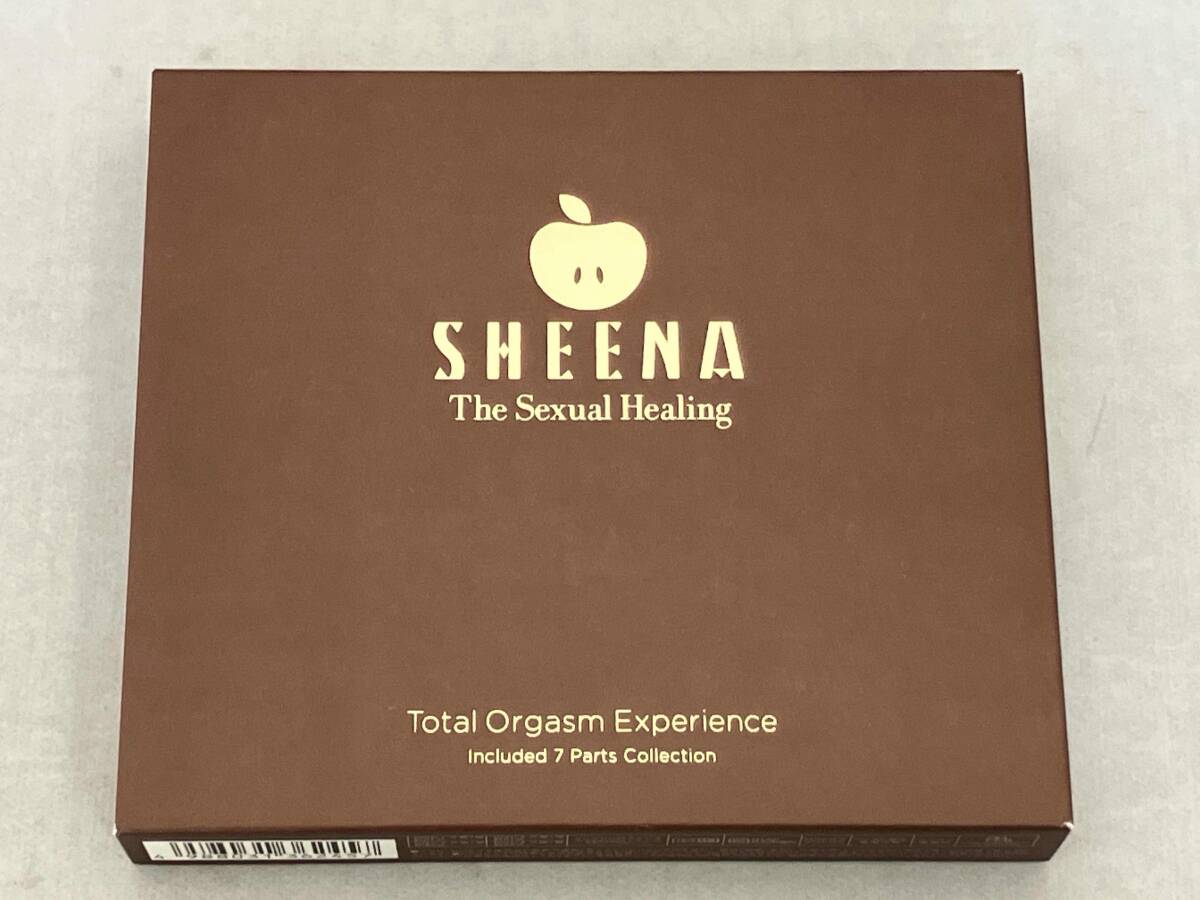 SHEENA
The Sexual Healing
Total Orgasm Experience
Included 7 Parts Collection